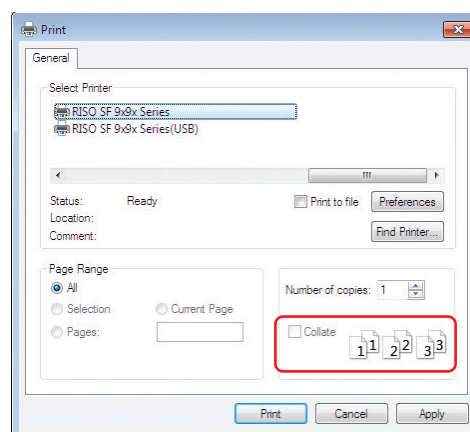 Print
General
Select Printer
RISO SF 9x9x Series
RISO SF 9x9x Series(USB)
Status: Ready
Print to file
Preferences
Location:
Comment:
Find Printer...
Page Range
All
Selection
Current Page
Pages:
Number of copies: 1
Collate
1 1 2 2 3 3
Print Cancel Apply